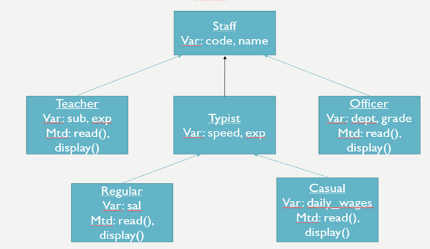 Staff
Var: code, name
Teacher
Var: sub, exp
Mtd: read(),
display()
Typist
Var: speed, exp
Officer
Var: dept, grade
Mtd: read(),
display()
Regular
Var: sal
Mtd: read(),
display()
Casual
Var: daily_wages
Mtd: read(),
display()